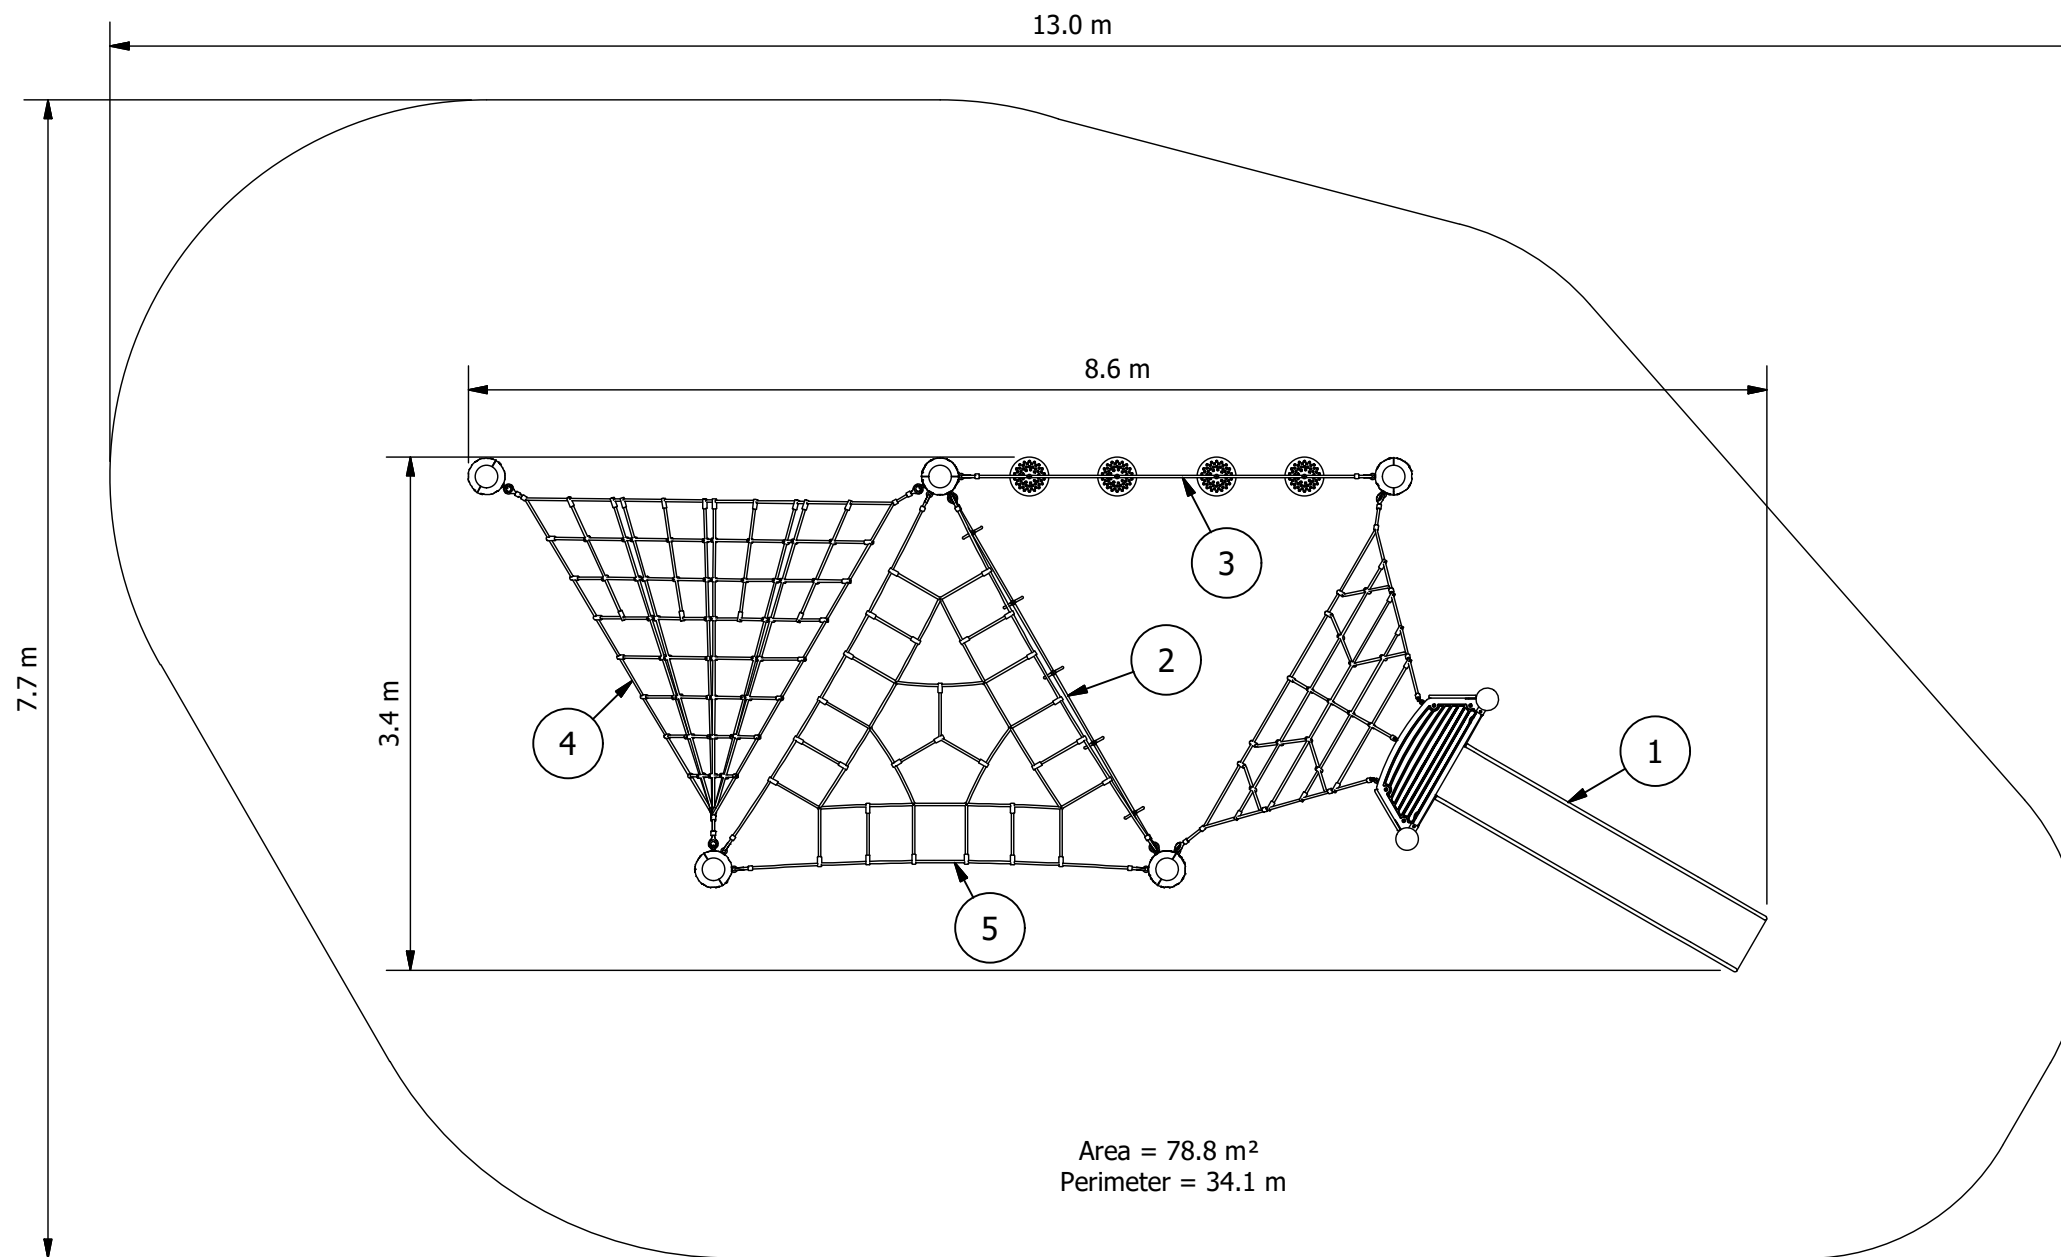 13.0 m
8.6 m
7.7 m
3.4 m
3
2
4
1
5
Area = 78.8 m²
Perimeter = 34.1 m